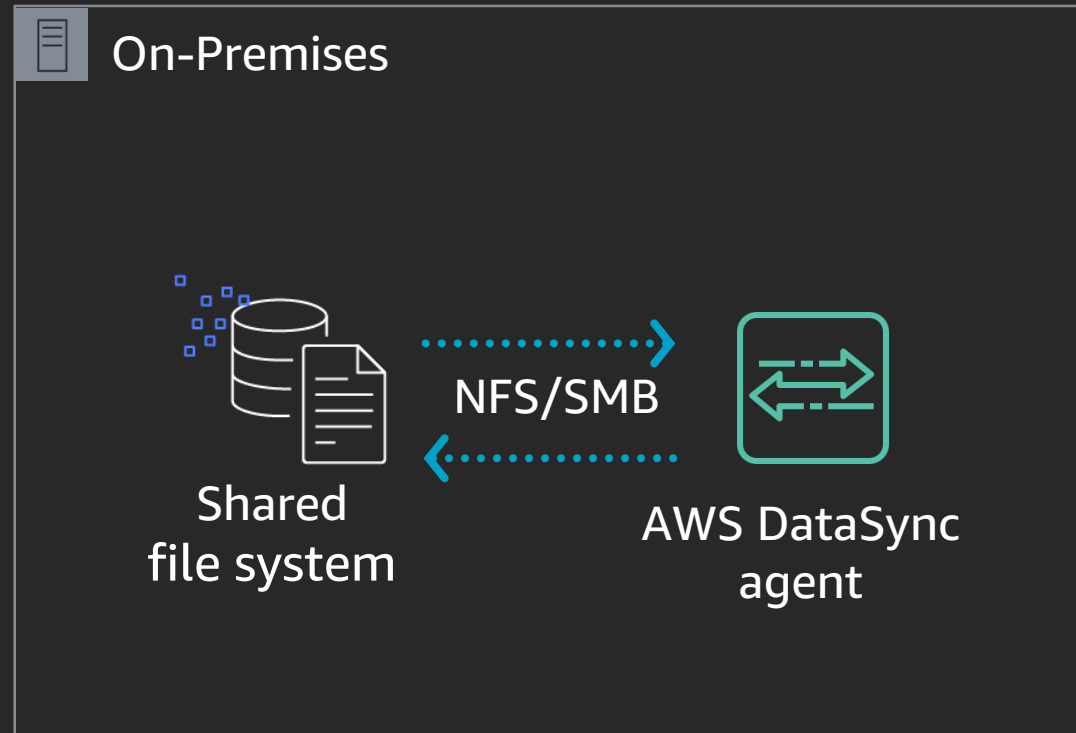 On-Premises
NFS/SMB
Shared
file system
AWS DataSync
agent